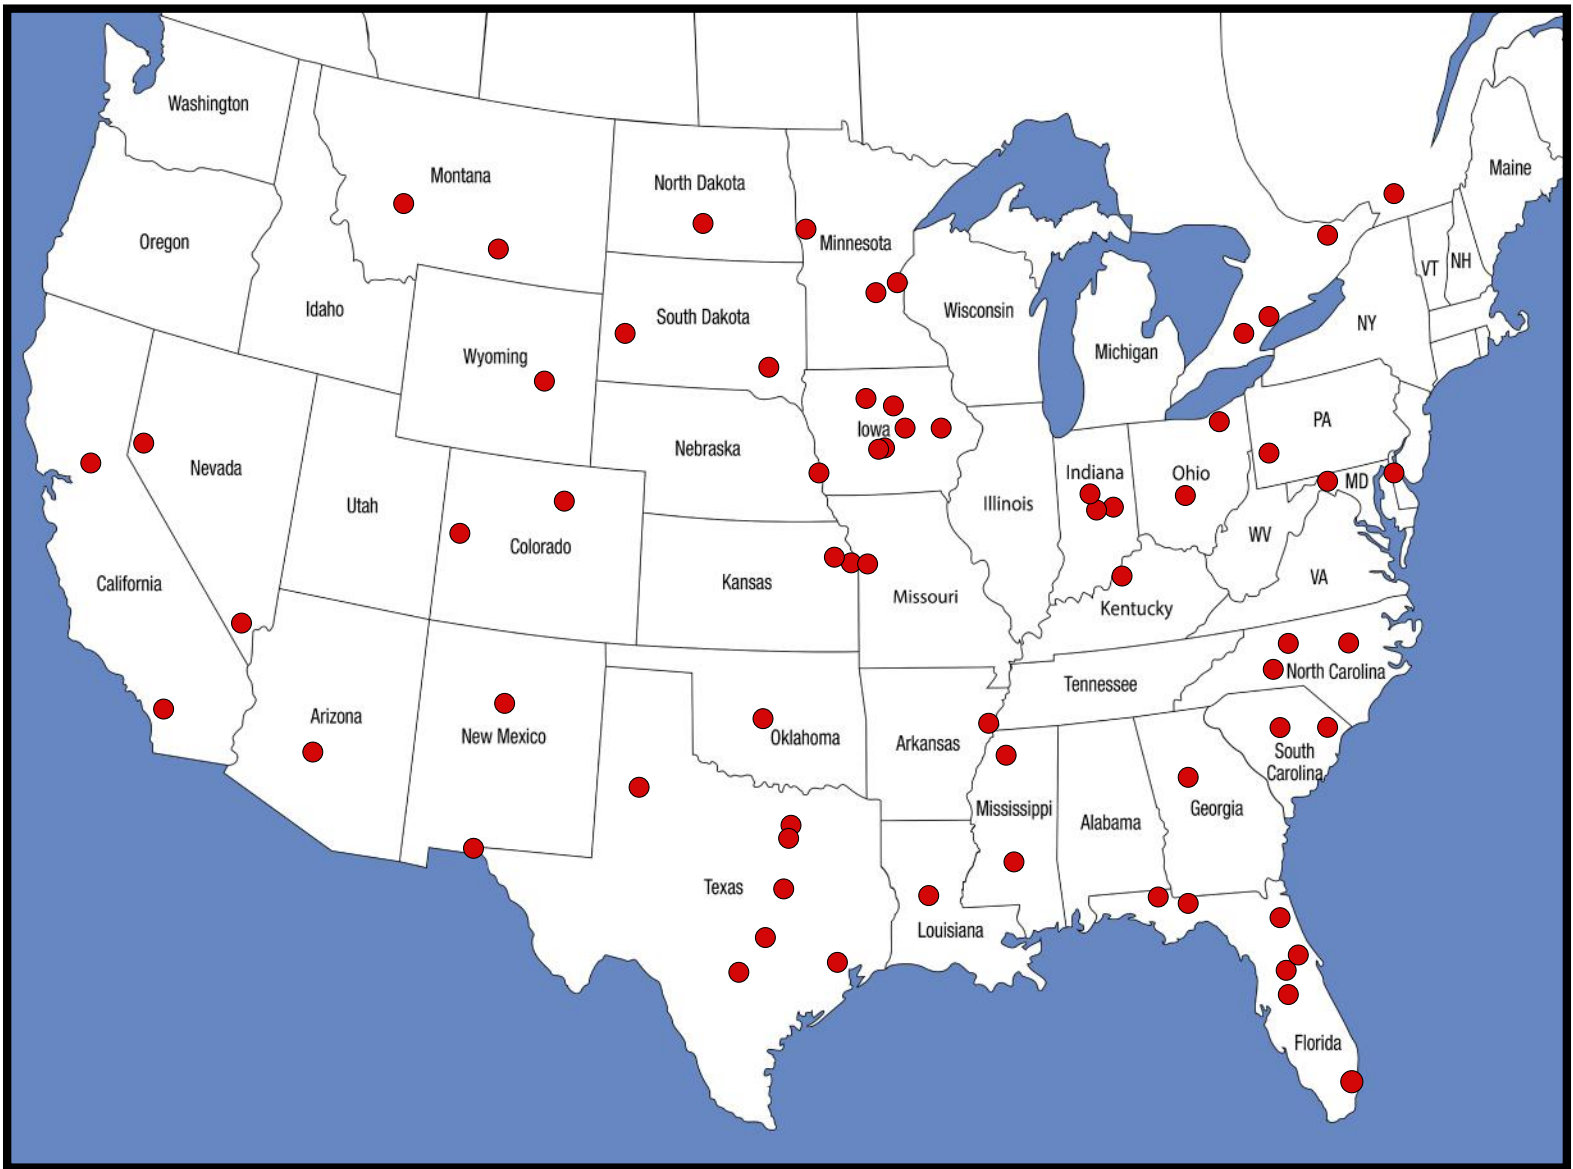 Washington
Montana
North Dakota
Maine
Oregon
Minnesota
VT
NH
Idaho
South Dakota
Wisconsin
NY
Wyoming
Michigan
PA
Iowa
Nebraska
Nevada
Indiana
Ohio
MD
Utah
Illinois
Colorado
WV
California
Kansas
Missouri
VA
Kentucky
North Carolina
Tennessee
Arizona
New Mexico
Oklahoma
Arkansas
South
Carolina
Mississippi
Georgia
Alabama
Texas
Louisiana
Florida